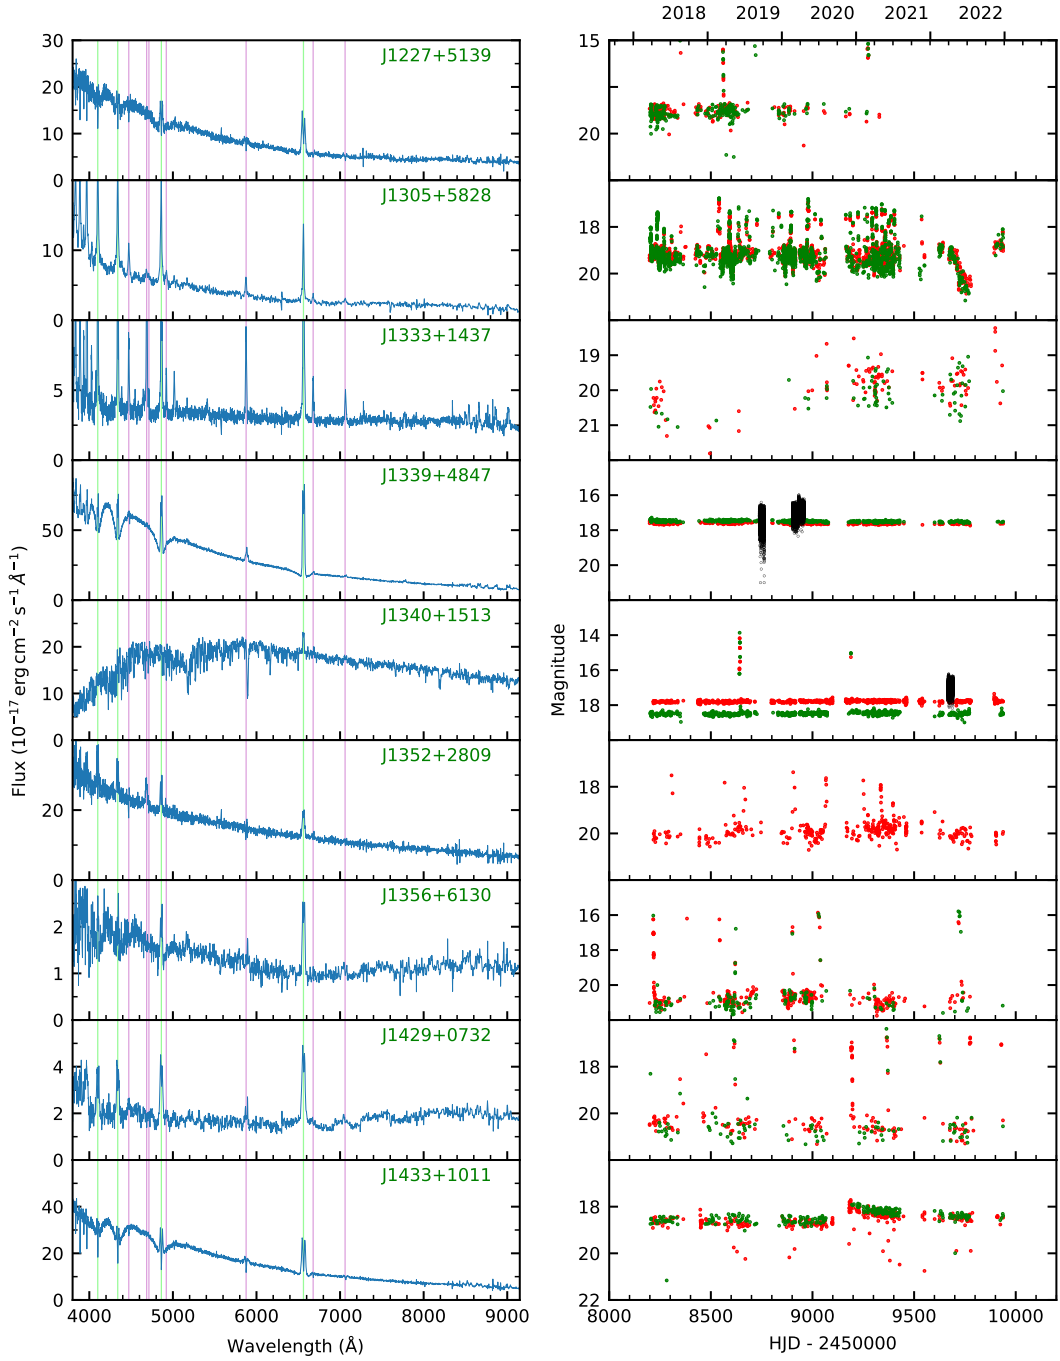 2018 2019 2020 2021 2022
30
20
10
0
J1227+5139
15
20
10
0
J1305+5828
18
20
5
0
J1333+1437
19
20
21
50
0
J1339+4847
16
18
20
20
10
0
J1340+1513
14
16
18
20
0
J1352+2809
18
20
2
1
0
J1356+6130
16
20
4
2
0
J1429+0732
20
40
20
0
J1433+1011
18
20
22
4000 5000 6000 7000 8000 9000
8000 8500 9000 9500 10000
Wavelength (Å)
HJD - 2450000
Flux (10⁻¹⁷ erg cm⁻² s⁻¹ Å⁻¹)
Magnitude